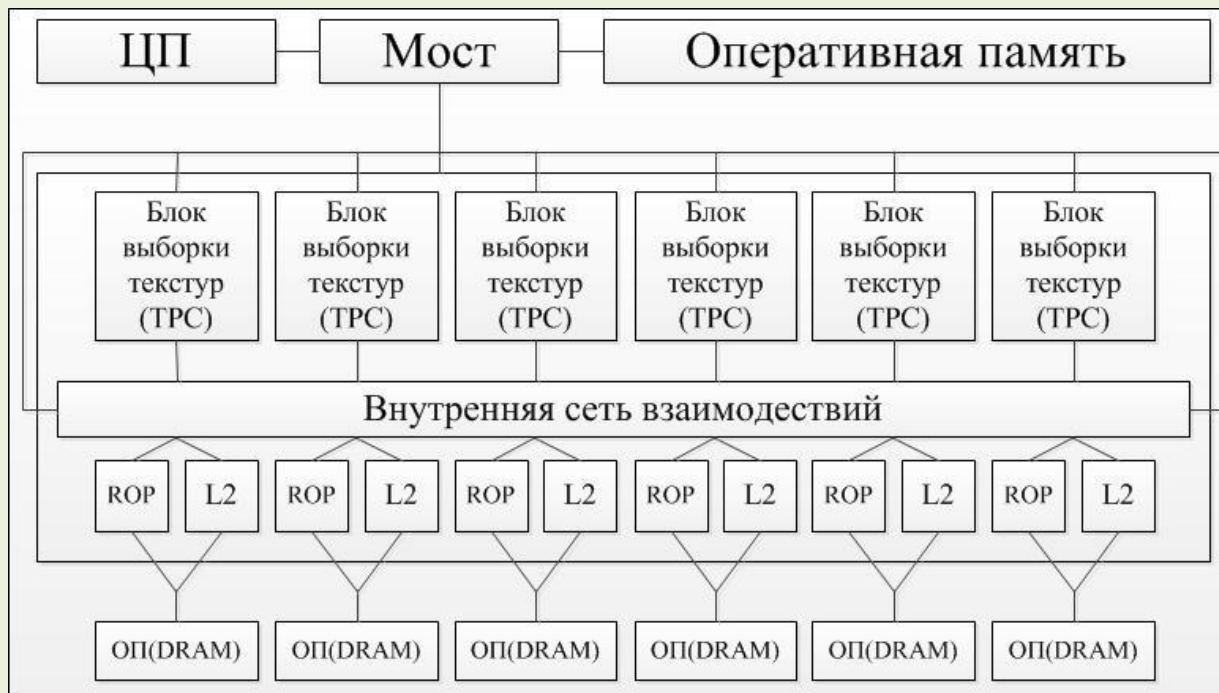 ЦП Мост Оперативная память
Блок Блок Блок Блок Блок Блок
выборки выборки выборки выборки выборки выборки
текстур текстур текстур текстур текстур текстур
(TPC) (TPC) (TPC) (TPC) (TPC) (TPC)
Внутренняя сеть взаимодествий
ROP L2 ROP L2 ROP L2 ROP L2 ROP L2 ROP L2
ОП(DRAM) ОП(DRAM) ОП(DRAM) ОП(DRAM) ОП(DRAM) ОП(DRAM)